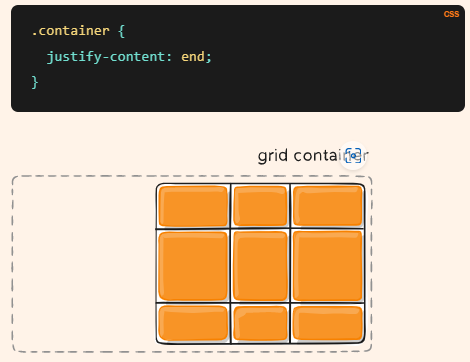 css
.container {
justify-content: end;
}
grid container